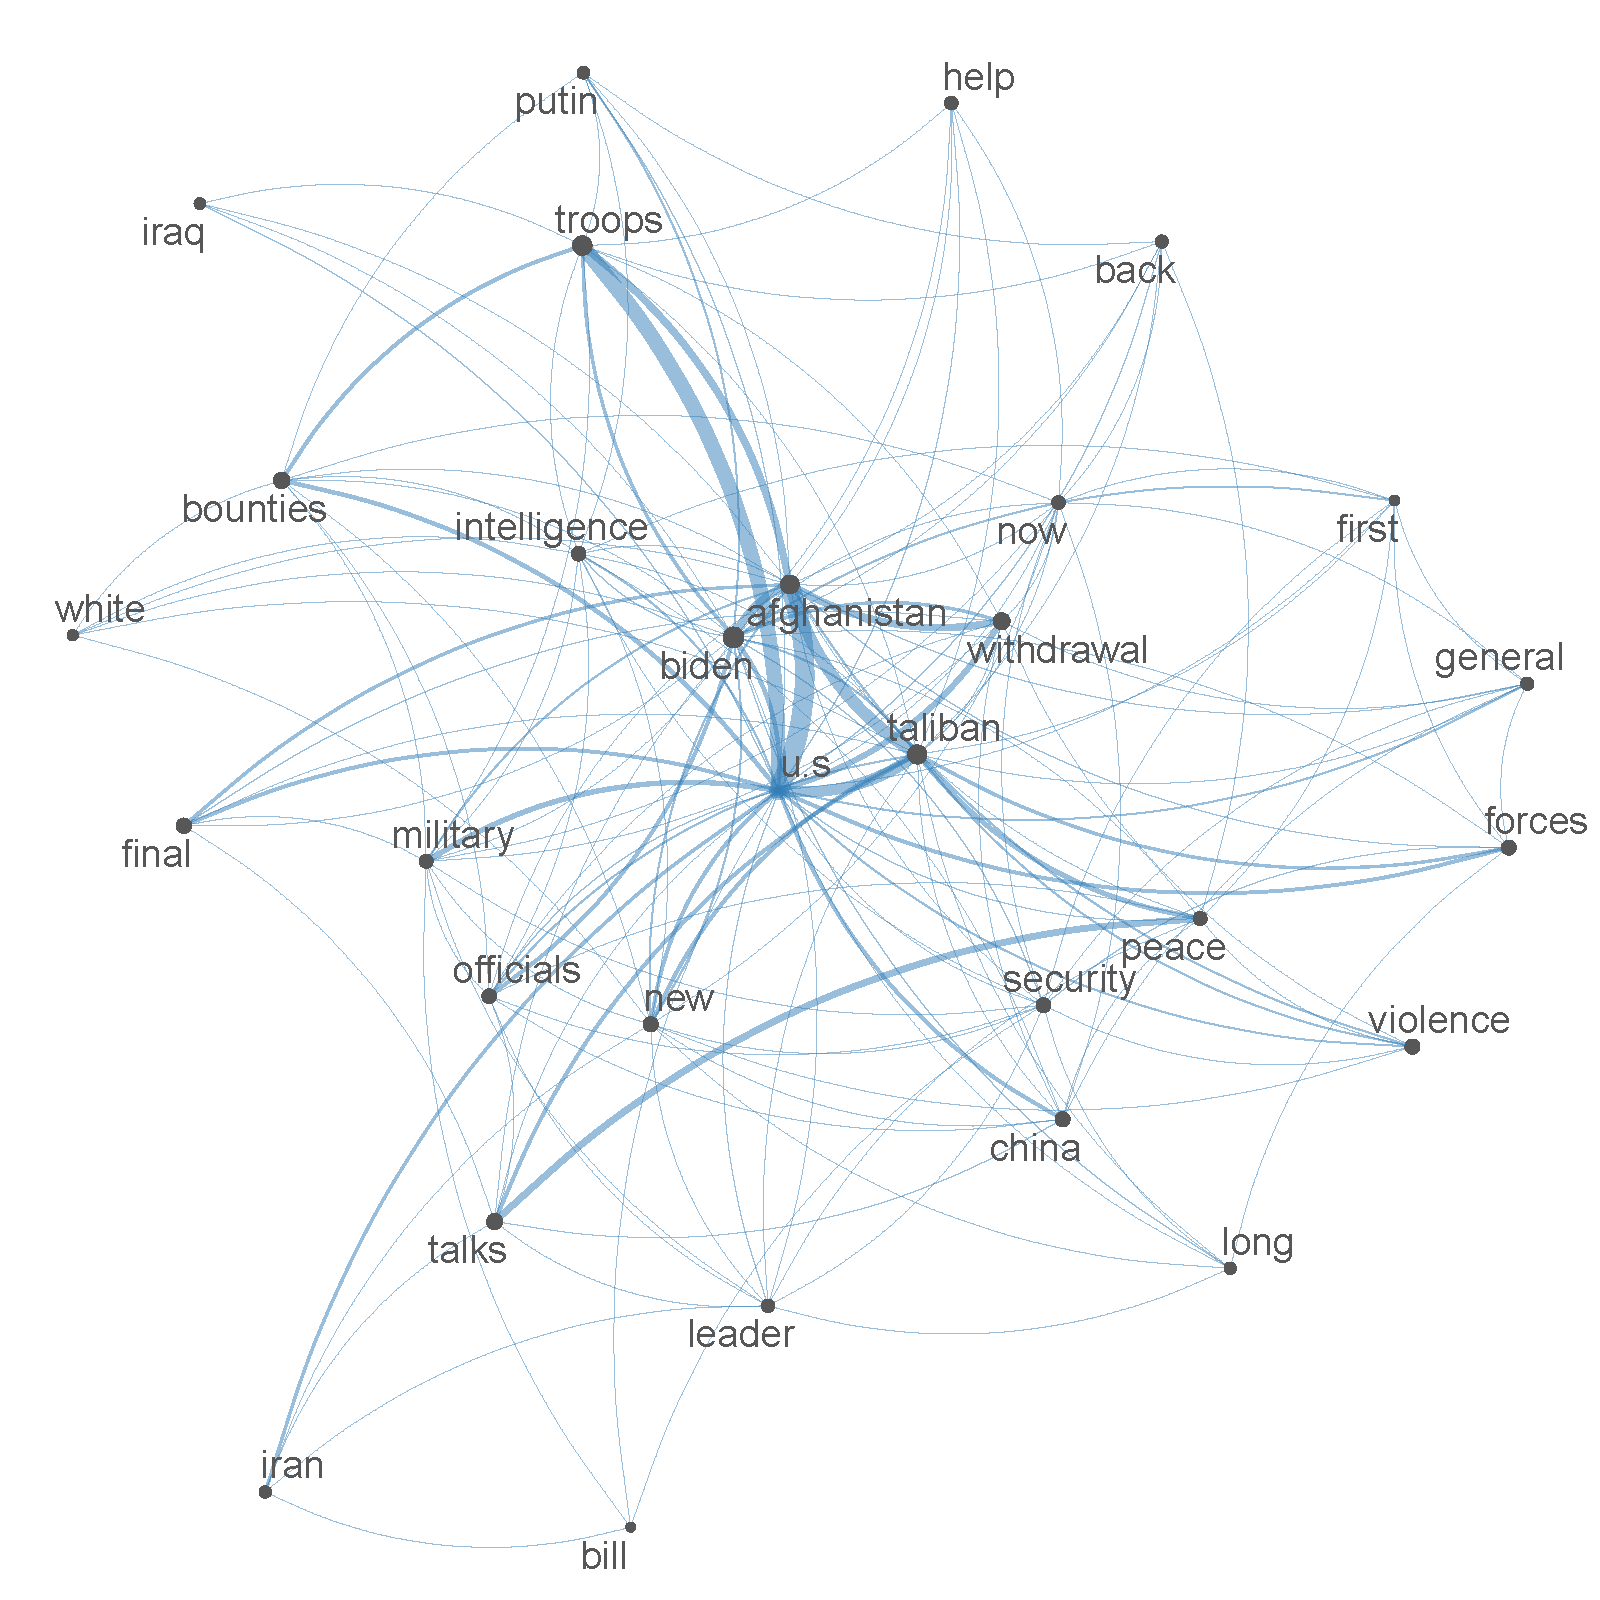 help
putin
troops
iraq
back
bounties
intelligence
now
first
white
afghanistan
withdrawal
general
biden
taliban
u.s
forces
military
final
peace
officials
security
new
violence
china
long
talks
leader
iran
bill